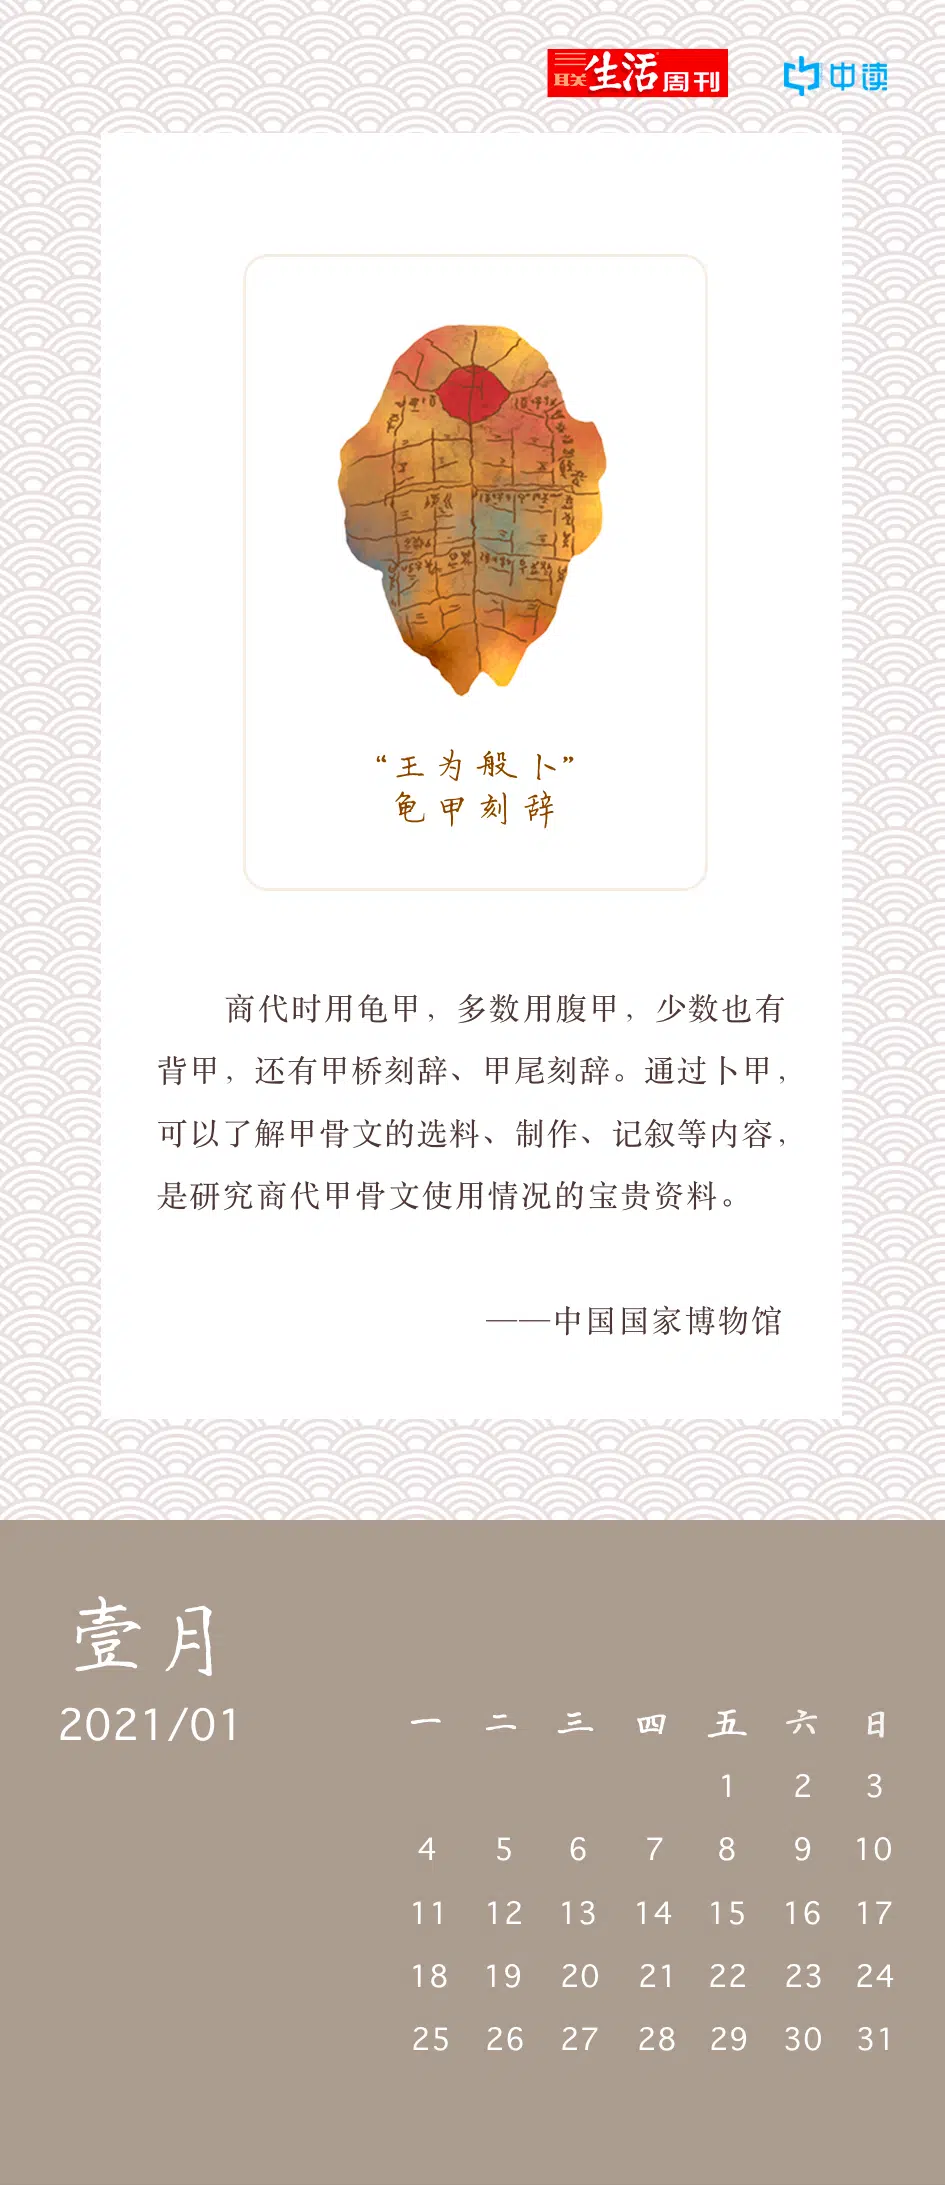 三联生活周刊 中读
“王为般卜”
龟甲刻辞
商代时用龟甲，多数用腹甲，少数也有
背甲，还有甲桥刻辞、甲尾刻辞。通过卜甲，
可以了解甲骨文的选料、制作、记叙等内容，
是研究商代甲骨文使用情况的宝贵资料。
——中国国家博物馆
壹月
2021/01
一 二 三 四 五 六 日
1 2 3
4 5 6 7 8 9 10
11 12 13 14 15 16 17
18 19 20 21 22 23 24
25 26 27 28 29 30 31